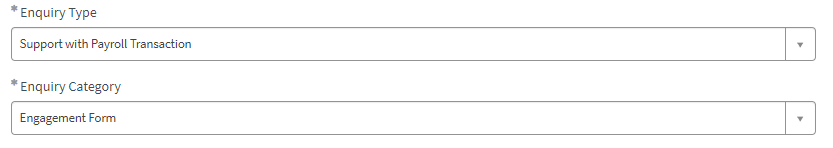 * Enquiry Type
Support with Payroll Transaction
* Enquiry Category
Engagement Form